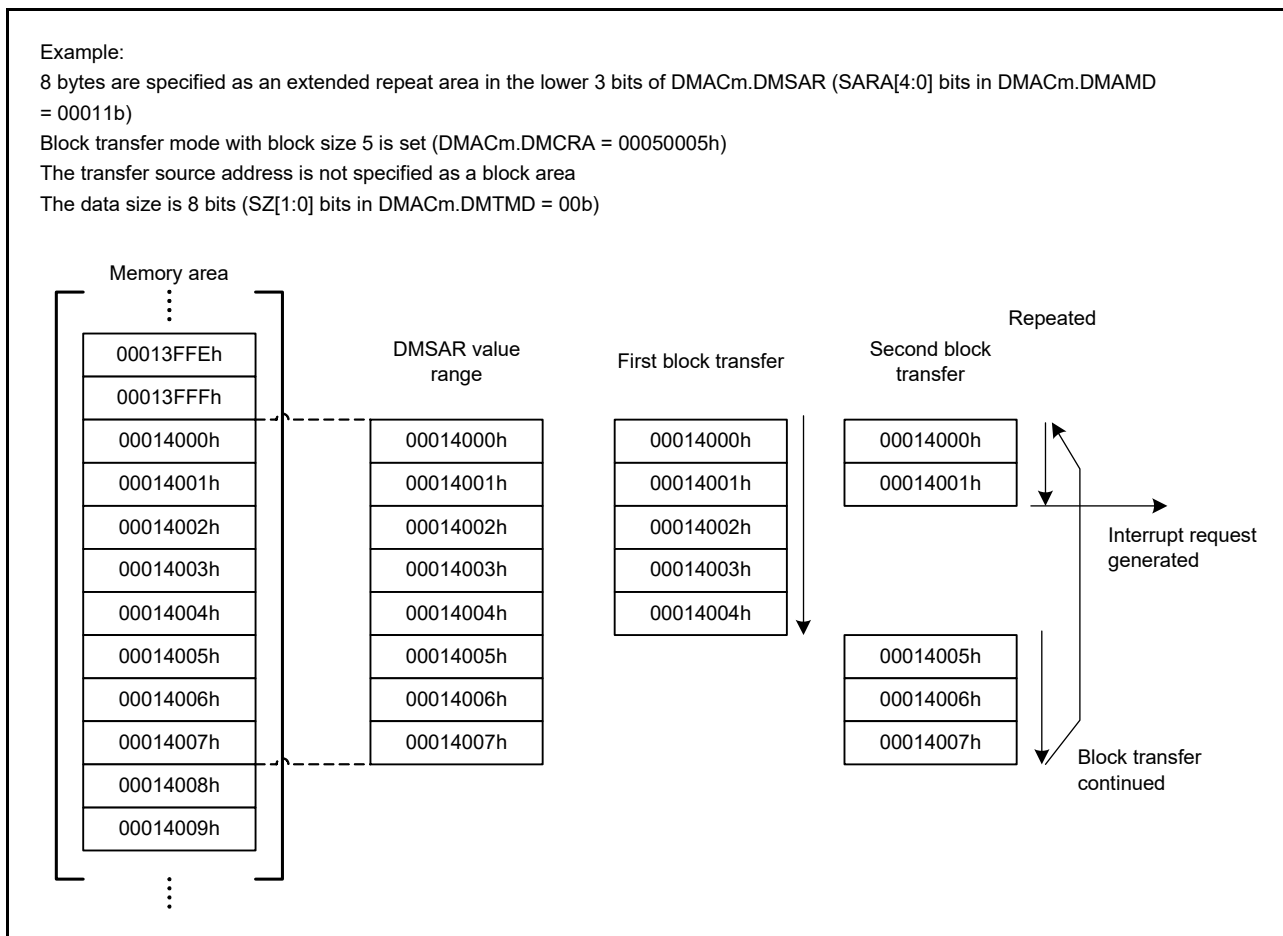 Example:
8 bytes are specified as an extended repeat area in the lower 3 bits of DMACm.DMSAR (SARA[4:0] bits in DMACm.DMAMD
= 00011b)
Block transfer mode with block size 5 is set (DMACm.DMCRA = 00050005h)
The transfer source address is not specified as a block area
The data size is 8 bits (SZ[1:0] bits in DMACm.DMTMD = 00b)
Memory area
00013FFEh
00013FFFh
00014000h
00014001h
00014002h
00014003h
00014004h
00014005h
00014006h
00014007h
00014008h
00014009h
DMSAR value
range
00014000h
00014001h
00014002h
00014003h
00014004h
00014005h
00014006h
00014007h
First block transfer
00014000h
00014001h
00014002h
00014003h
00014004h
Second block
transfer
00014000h
00014001h
00014005h
00014006h
00014007h
Repeated
Interrupt request
generated
Block transfer
continued